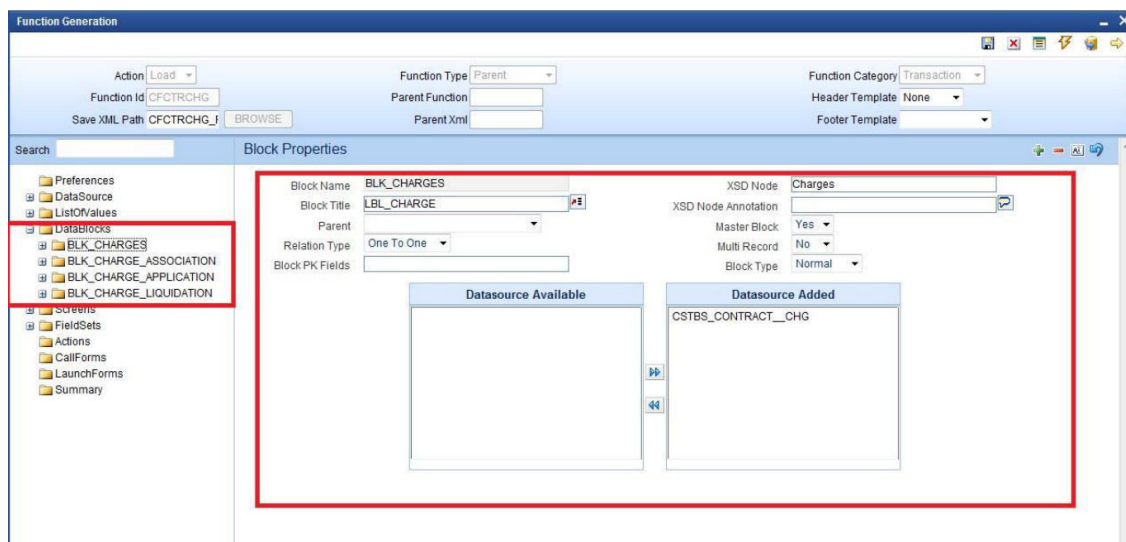 Function Generation
Action Load
Function Type Parent
Function Category Transaction
Function Id CFCTRCHG
Parent Function
Header Template None
Save XML Path CFCTRCHG_F BROWSE
Parent Xml
Footer Template
Search
Block Properties
Preferences
DataSource
ListOfValues
DataBlocks
BLK_CHARGES
BLK_CHARGE_ASSOCIATION
BLK_CHARGE_APPLICATION
BLK_CHARGE_LIQUIDATION
Screens
FieldSets
Actions
CallForms
LaunchForms
Summary
Block Name BLK_CHARGES
XSD Node Charges
Block Title LBL_CHARGE
XSD Node Annotation
Parent
Master Block Yes
Relation Type One To One
Multi Record No
Block PK Fields
Block Type Normal
Datasource Available
Datasource Added
CSTBS_CONTRACT__CHG